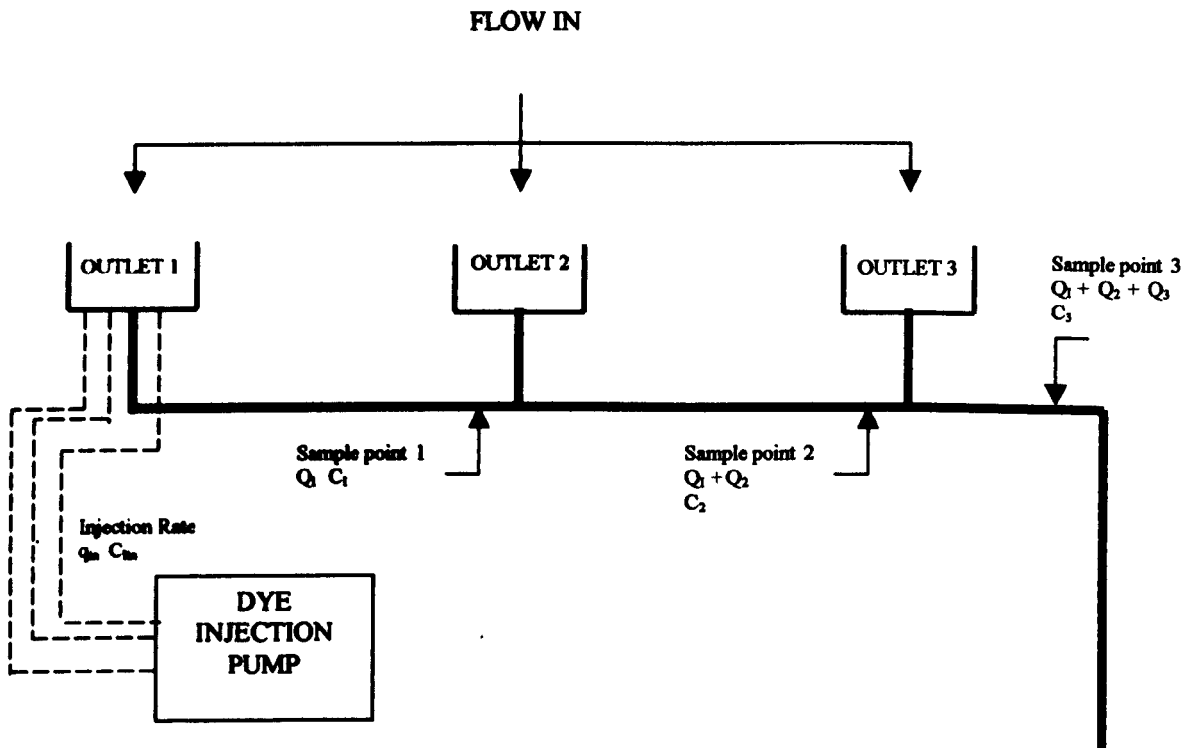 FLOW IN
OUTLET 1
OUTLET 2
OUTLET 3
Sample point 3
Q₁ + Q₂ + Q₃
C₃
Sample point 1
Q₁ C₁
Sample point 2
Q₁ + Q₂
C₂
Injection Rate
qᵢₙ Cᵢₙ
DYE
INJECTION
PUMP